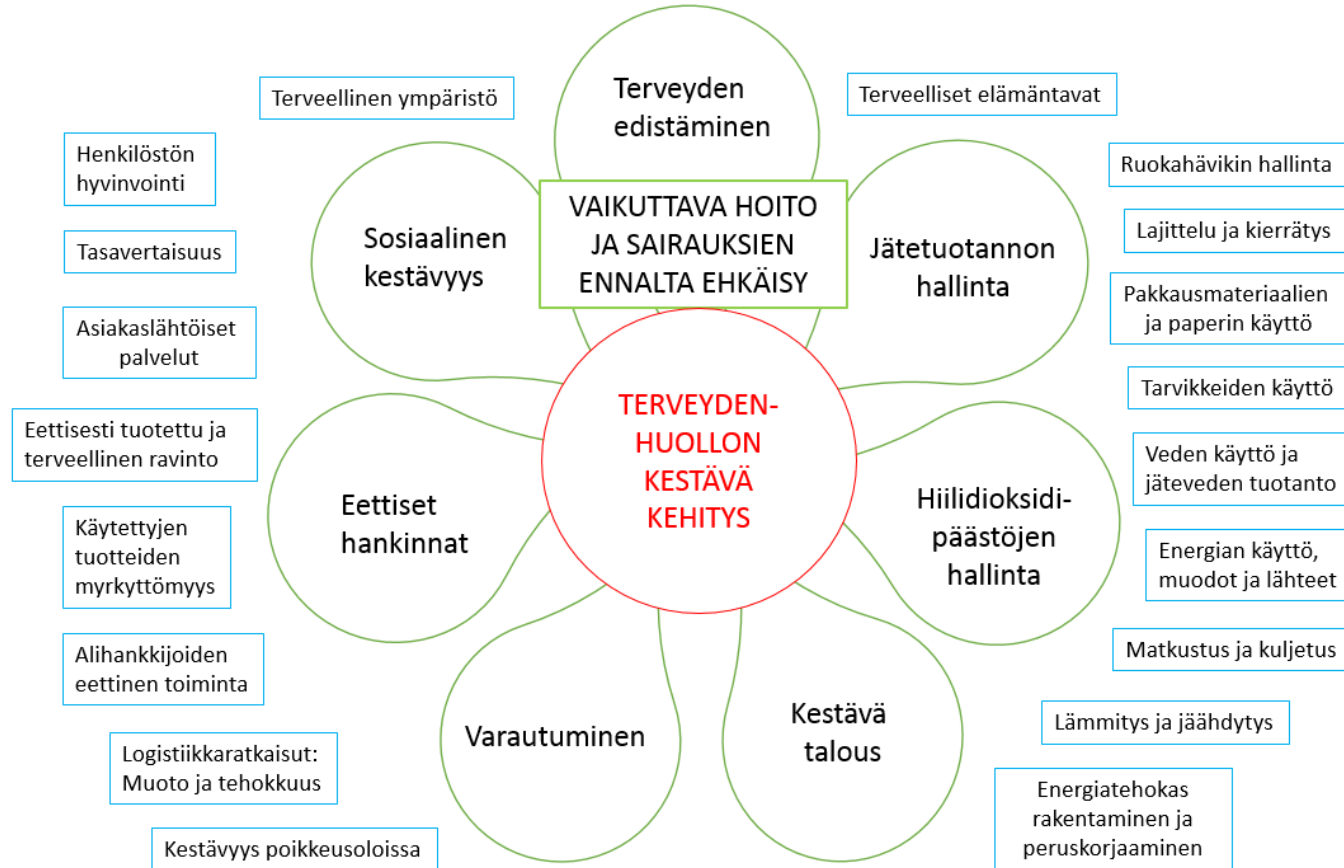 Terveyden
edistäminen
Terveellinen ympäristö
Terveelliset elämäntavat
Henkilöstön
hyvinvointi
Tasavertaisuus
Asiakaslähtöiset
palvelut
Eettisesti tuotettu ja
terveellinen ravinto
Käytettyjen
tuotteiden
myrkyttömyys
Alihankkijoiden
eettinen toiminta
Logistiikkaratkaisut:
Muoto ja tehokkuus
Kestävyys poikkeusoloissa
Sosiaalinen
kestävyys
VAIKUTTAVA HOITO
JA SAIRAUKSIEN
ENNALTA EHKÄISY
Jätetuotannon
hallinta
TERVEYDEN-
HUOLLON
KESTÄVÄ
KEHITYS
Eettiset
hankinnat
Hiilidioksidi-
päästöjen
hallinta
Varautuminen
Kestävä
talous
Ruokahävikin hallinta
Lajittelu ja kierrätys
Pakkausmateriaalien
ja paperin käyttö
Tarvikkeiden käyttö
Veden käyttö ja
jäteveden tuotanto
Energian käyttö,
muodot ja lähteet
Matkustus ja kuljetus
Lämmitys ja jäähdytys
Energiatehokas
rakentaminen ja
peruskorjaaminen